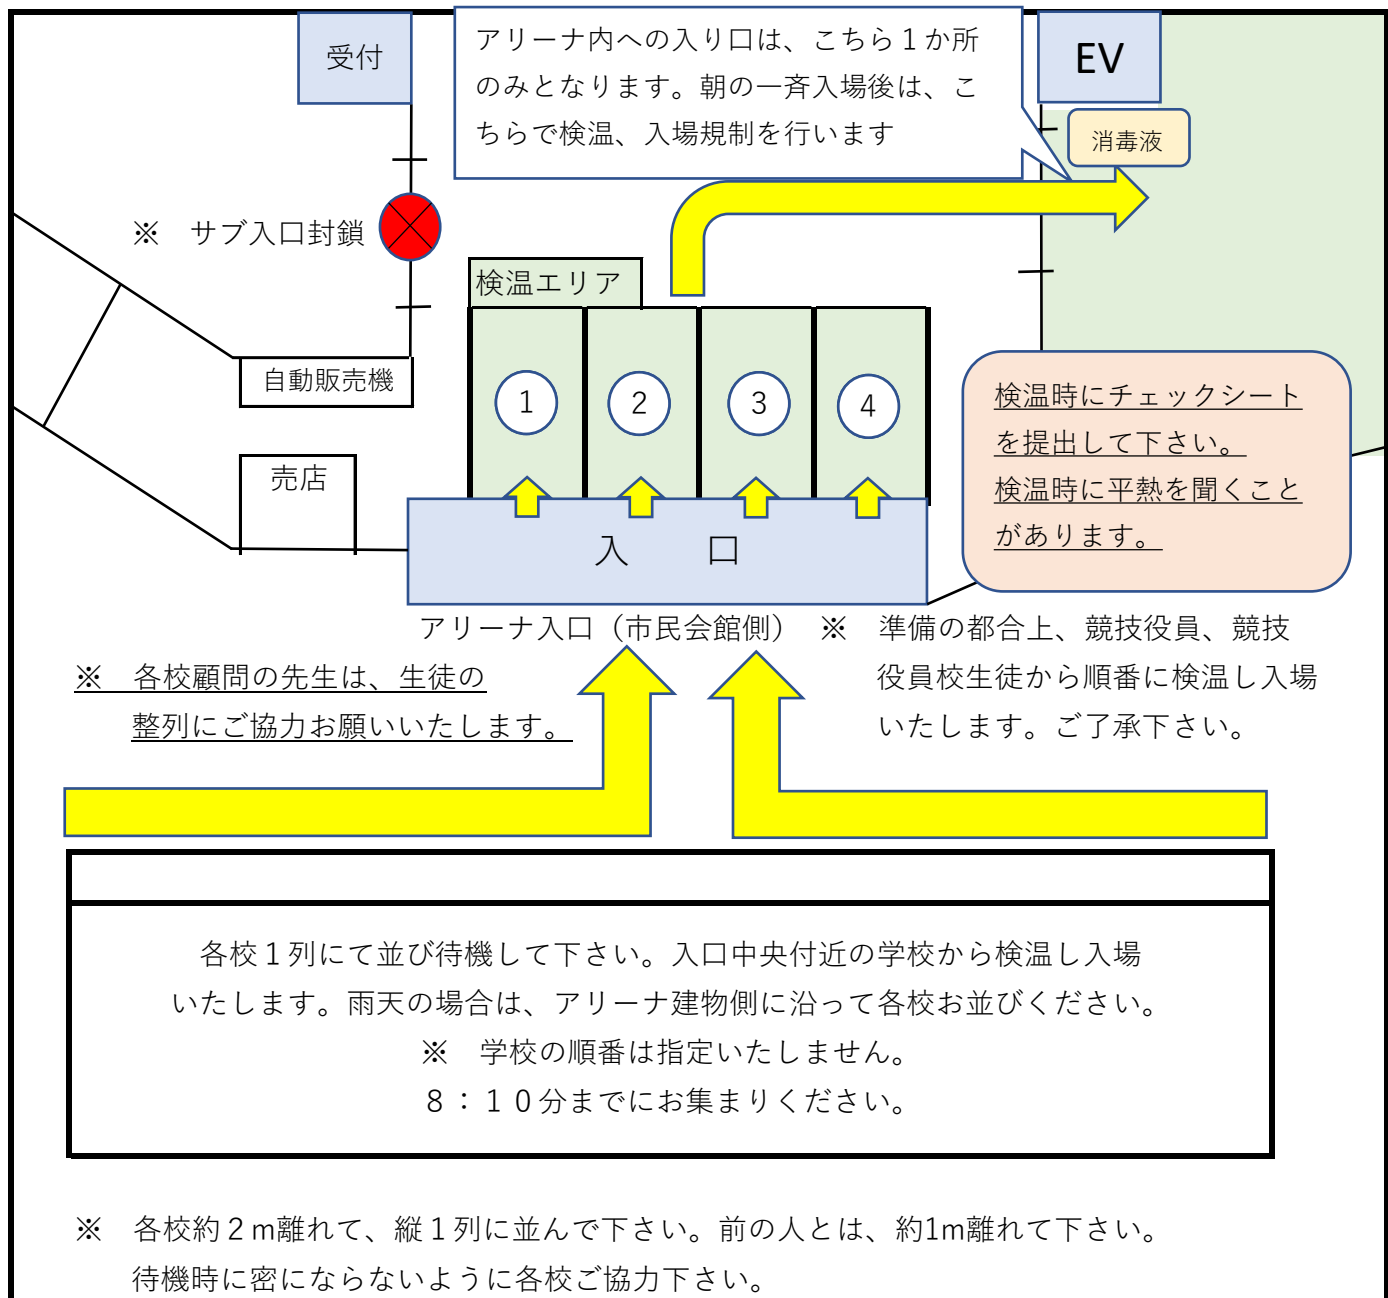 受付
アリーナ内への入り口は、こちら１か所
のみとなります。朝の一斉入場後は、こ
ちらで検温、入場規制を行います
EV
消毒液
※　サブ入口封鎖
検温エリア
自動販売機
1
2
3
4
検温時にチェックシート
を提出して下さい。
検温時に平熱を聞くこと
があります。
売店
入　口
アリーナ入口（市民会館側）
※　準備の都合上、競技役員、競技
役員校生徒から順番に検温し入場
いたします。ご了承下さい。
※　各校顧問の先生は、生徒の
整列にご協力お願いいたします。
各校１列にて並び待機して下さい。入口中央付近の学校から検温し入場
いたします。雨天の場合は、アリーナ建物側に沿って各校お並びください。
※　学校の順番は指定いたしません。
８：１０分までにお集まりください。
※　各校約２ｍ離れて、縦１列に並んで下さい。前の人とは、約1m離れて下さい。
待機時に密にならないように各校ご協力下さい。